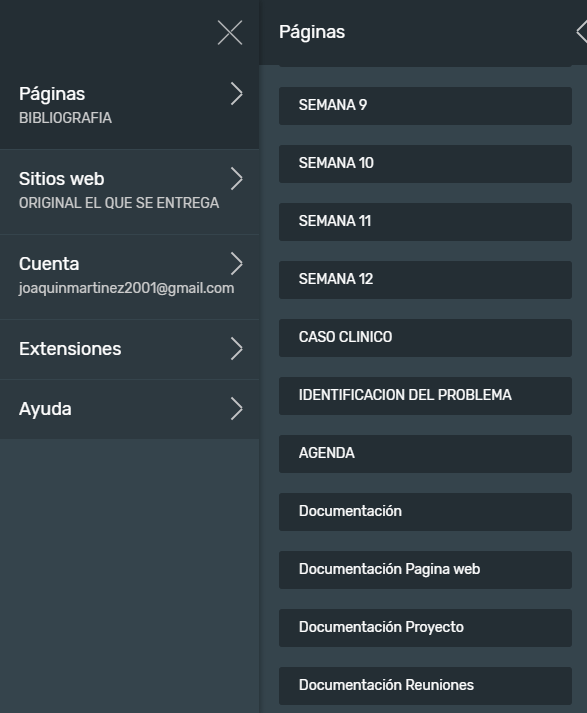 Páginas
BIBLIOGRAFIA
Sitios web
ORIGINAL EL QUE SE ENTREGA
Cuenta
joaquinmartinez2001@gmail.com
Extensiones
Ayuda
Páginas
SEMANA 9
SEMANA 10
SEMANA 11
SEMANA 12
CASO CLINICO
IDENTIFICACION DEL PROBLEMA
AGENDA
Documentación
Documentación Pagina web
Documentación Proyecto
Documentación Reuniones